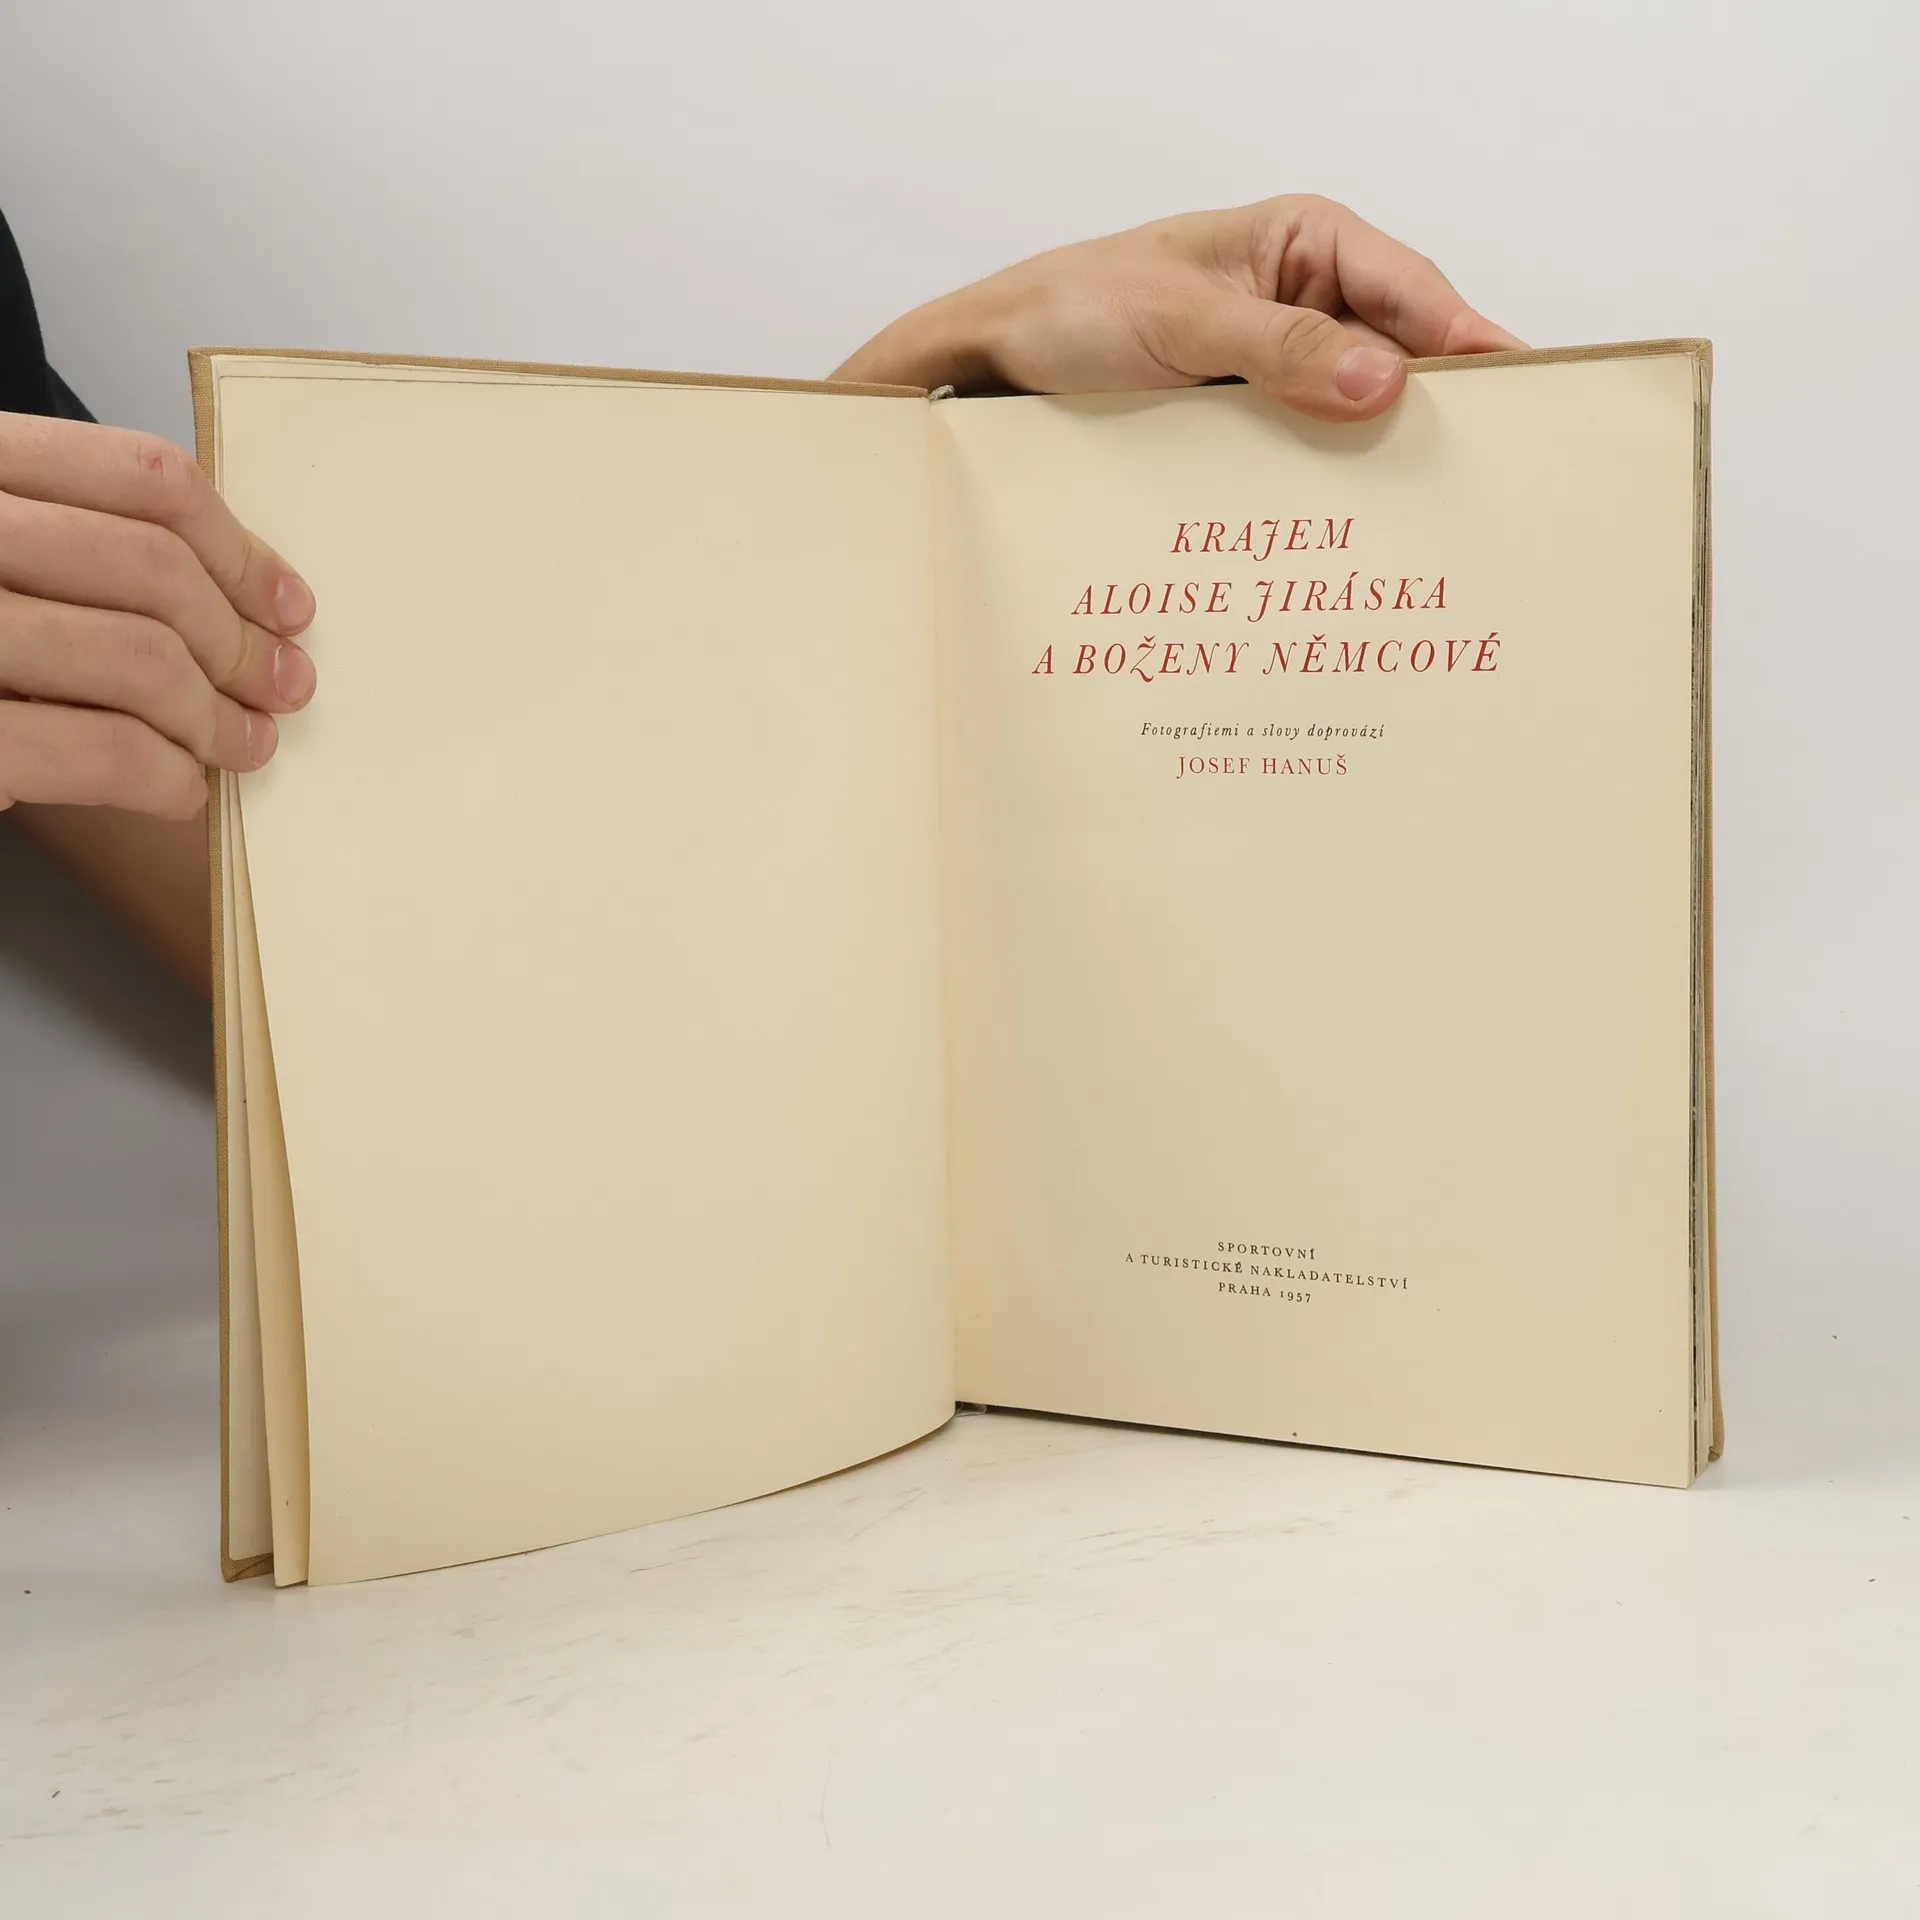 KRAJEM
ALOISE JIRÁSKA
A BOŽENY NĚMCOVÉ
Fotografiemi a slovy doprovází
JOSEF HANUŠ
SPORTOVNÍ
A TURISTICKÉ NAKLADATELSTVÍ
PRAHA 1957